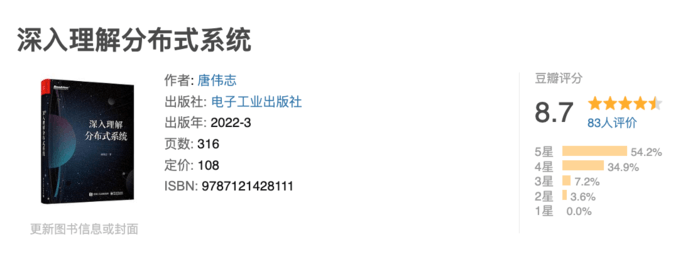 深入理解分布式系统
深入理解
分布式系统
作者: 唐伟志
出版社: 电子工业出版社
出版年: 2022-3
页数: 316
定价: 108
ISBN: 9787121428111
更新图书信息或封面
豆瓣评分
8.7
83人评价
5星 54.2%
4星 34.9%
3星 7.2%
2星 3.6%
1星 0.0%